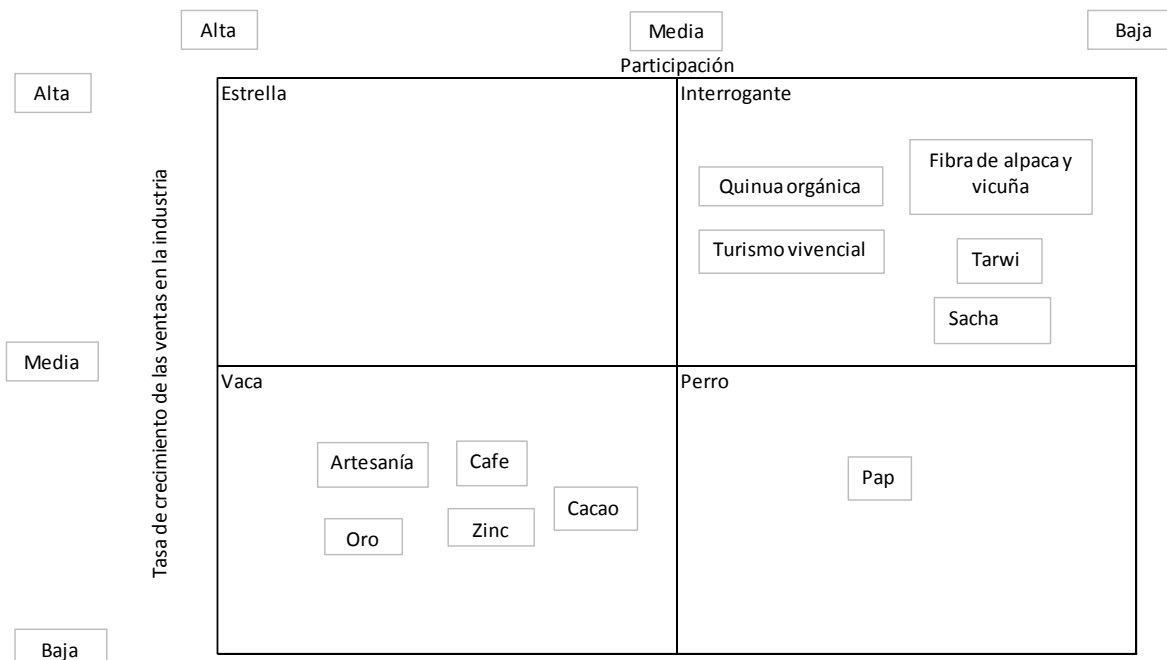 Alta
Media
Baja
Participación
Alta
Media
Baja
Tasa de crecimiento de las ventas en la industria
Estrella
Interrogante
Quinua orgánica
Fibra de alpaca y
vicuña
Turismo vivencial
Tarwi
Sacha
Vaca
Perro
Artesanía
Cafe
Cacao
Oro
Zinc
Pap